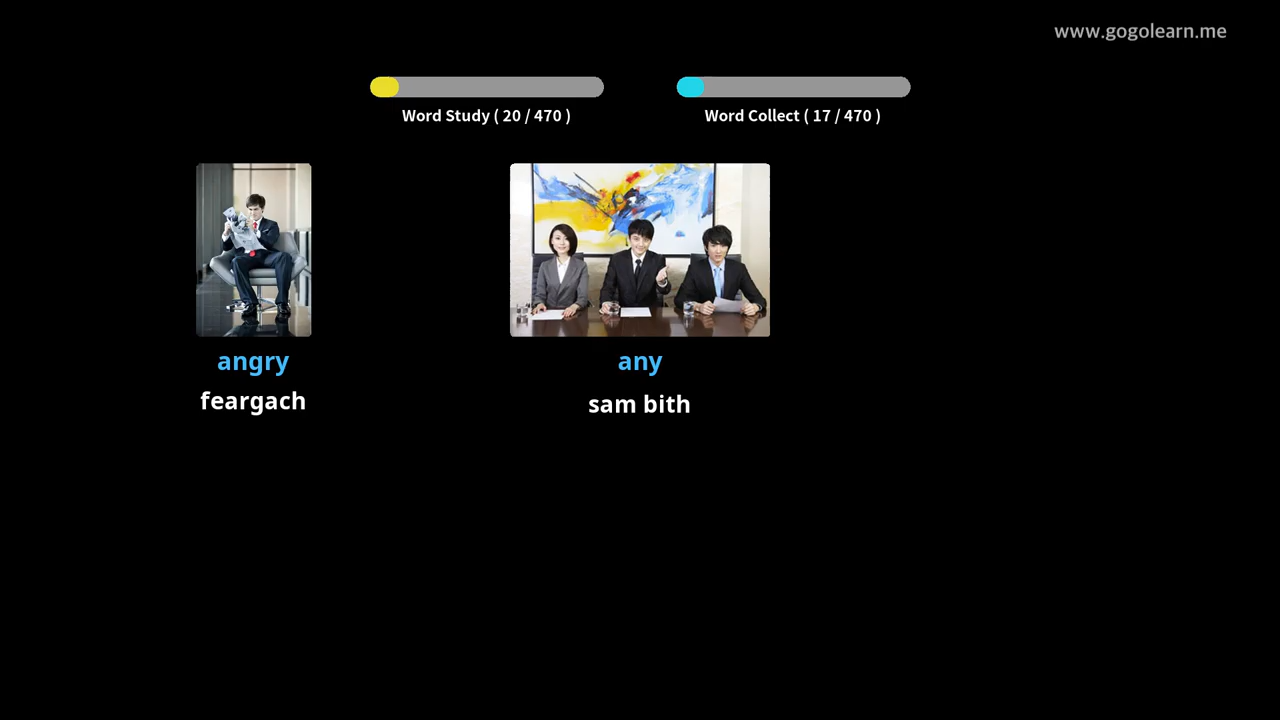 www.gogolearn.me
Word Study ( 20 / 470 )
Word Collect ( 17 / 470 )
angry
any
feargach
sam bith